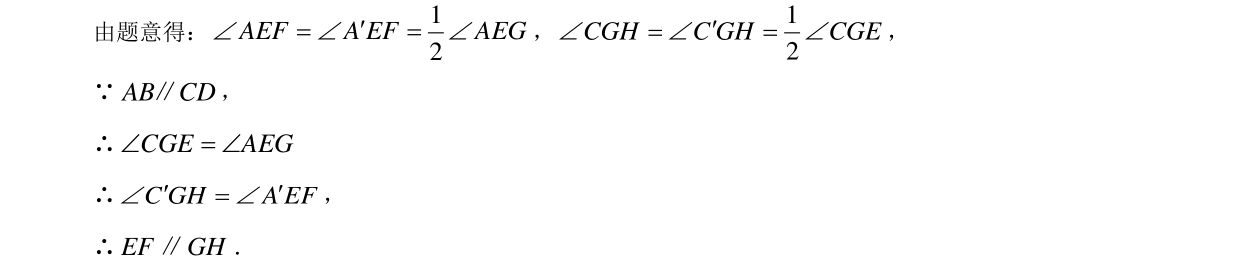 由题意得：∠AEF = ∠A′EF = 1/2 ∠AEG，∠CGH = ∠C′GH = 1/2 ∠CGE，
∵ AB∥CD，
∴ ∠CGE = ∠AEG
∴ ∠C′GH = ∠A′EF，
∴ EF∥GH．